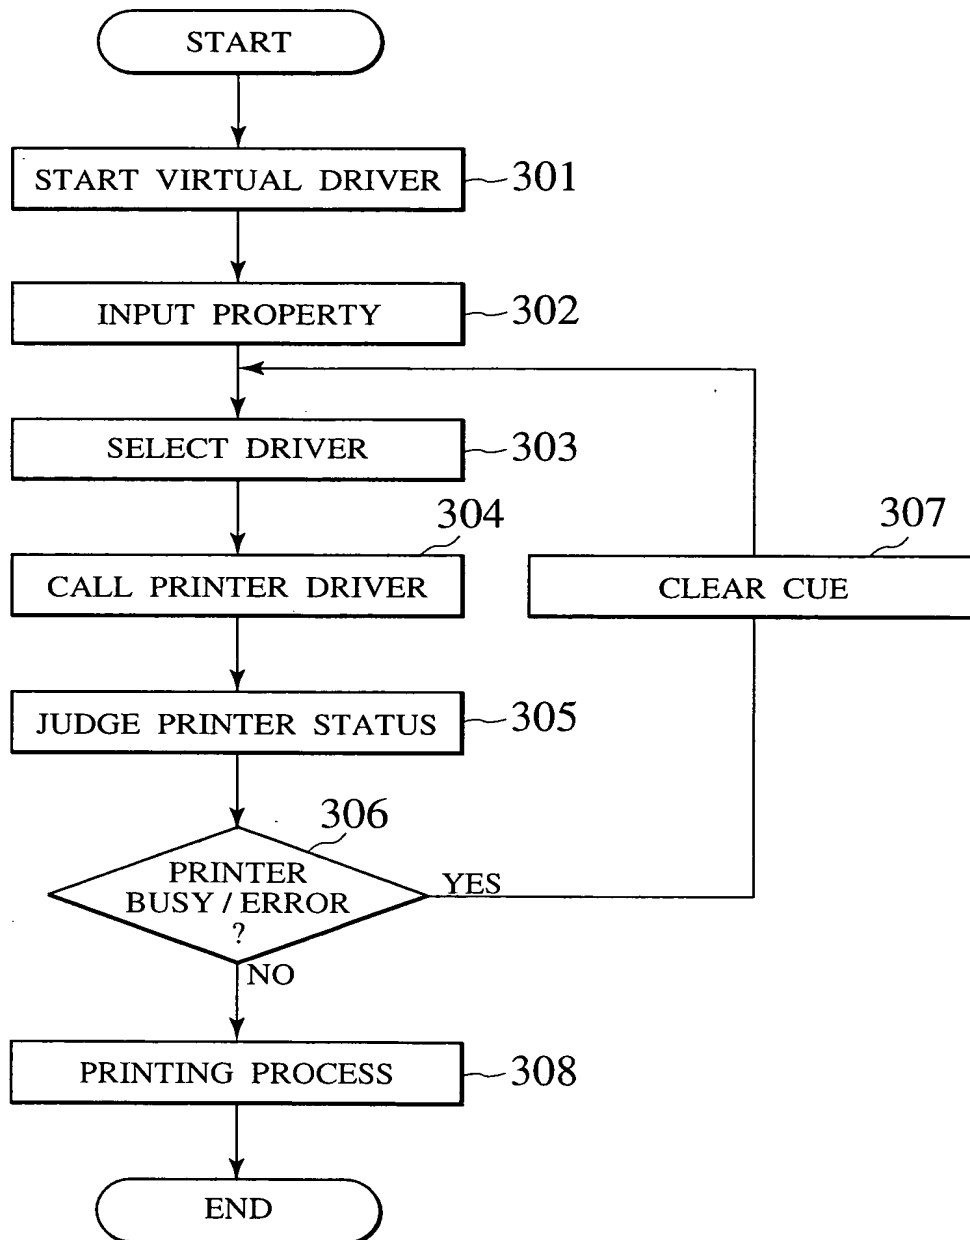 START
START VIRTUAL DRIVER
301
INPUT PROPERTY
302
SELECT DRIVER
303
304
CALL PRINTER DRIVER
307
CLEAR CUE
JUDGE PRINTER STATUS
305
306
PRINTER
BUSY / ERROR
?
YES
NO
PRINTING PROCESS
308
END